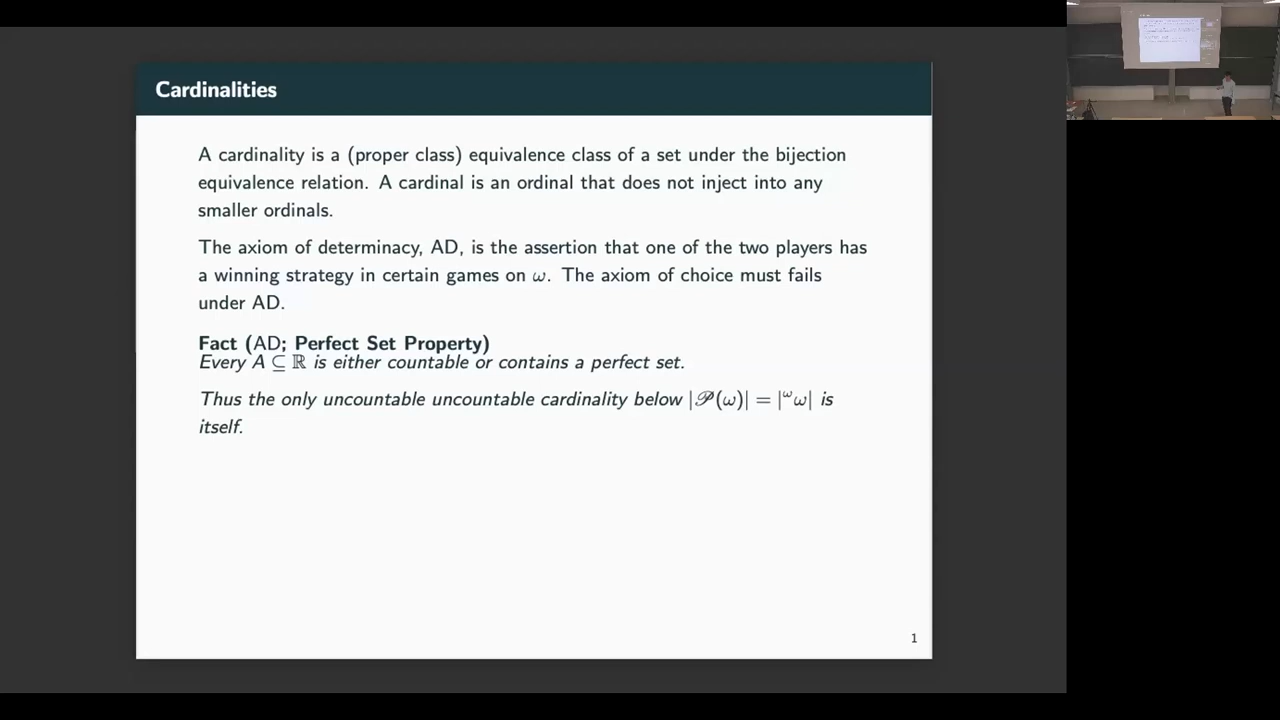 Cardinalities
A cardinality is a (proper class) equivalence class of a set under the bijection
equivalence relation. A cardinal is an ordinal that does not inject into any
smaller ordinals.
The axiom of determinacy, AD, is the assertion that one of the two players has
a winning strategy in certain games on ω. The axiom of choice must fails
under AD.
Fact (AD; Perfect Set Property)
Every A ⊆ ℝ is either countable or contains a perfect set.
Thus the only uncountable uncountable cardinality below |𝒫(ω)| = |^ωω| is
itself.
1